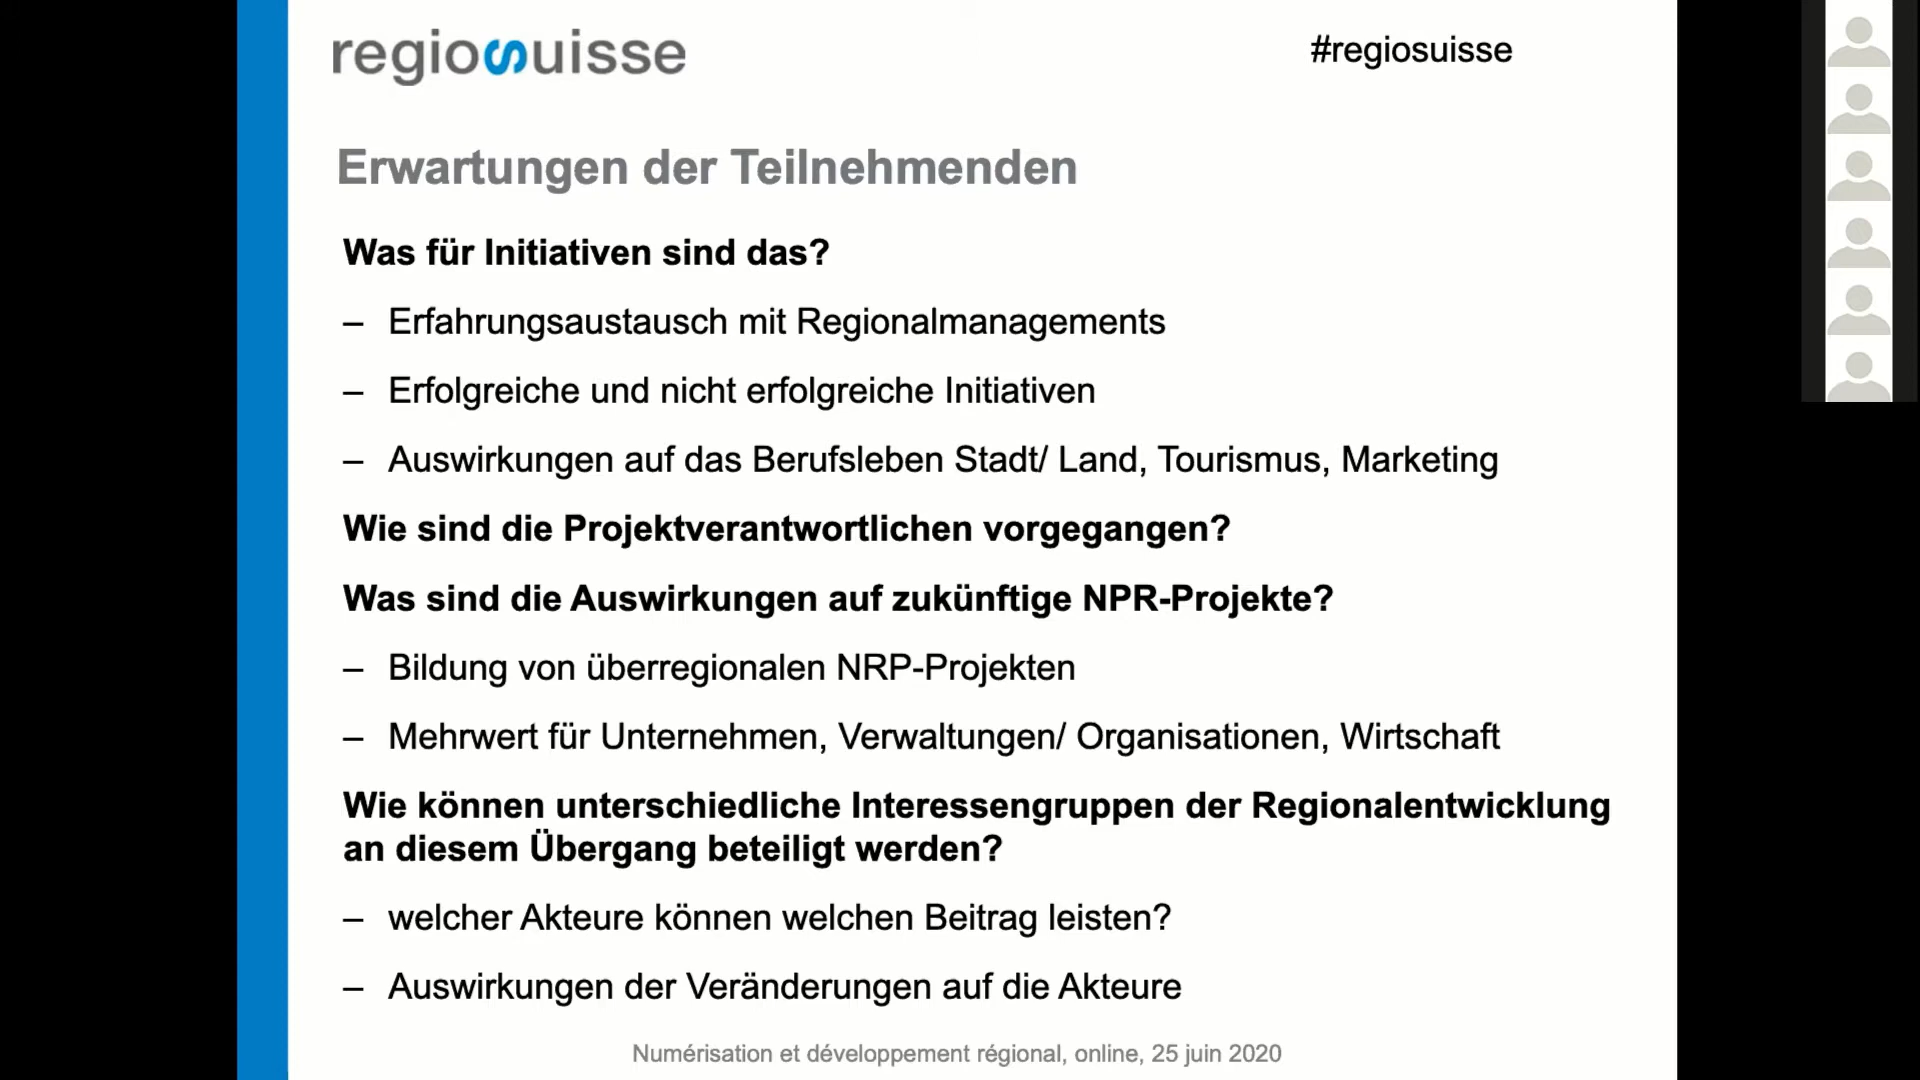 regiosuisse
#regiosuisse
Erwartungen der Teilnehmenden
Was für Initiativen sind das?
– Erfahrungsaustausch mit Regionalmanagements
– Erfolgreiche und nicht erfolgreiche Initiativen
– Auswirkungen auf das Berufsleben Stadt/ Land, Tourismus, Marketing
Wie sind die Projektverantwortlichen vorgegangen?
Was sind die Auswirkungen auf zukünftige NPR-Projekte?
– Bildung von überregionalen NRP-Projekten
– Mehrwert für Unternehmen, Verwaltungen/ Organisationen, Wirtschaft
Wie können unterschiedliche Interessengruppen der Regionalentwicklung
an diesem Übergang beteiligt werden?
– welcher Akteure können welchen Beitrag leisten?
– Auswirkungen der Veränderungen auf die Akteure
Numérisation et développement régional, online, 25 juin 2020